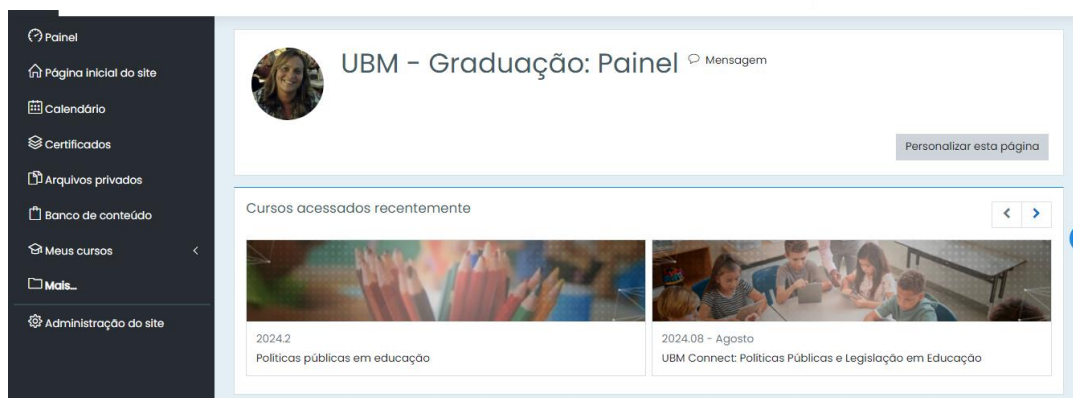 Painel
Página inicial do site
Calendário
Certificados
Arquivos privados
Banco de conteúdo
Meus cursos
Mais...
Administração do site
UBM - Graduação: Painel
Mensagem
Personalizar esta página
Cursos acessados recentemente
2024.2
Políticas públicas em educação
2024.08 - Agosto
UBM Connect: Políticas Públicas e Legislação em Educação